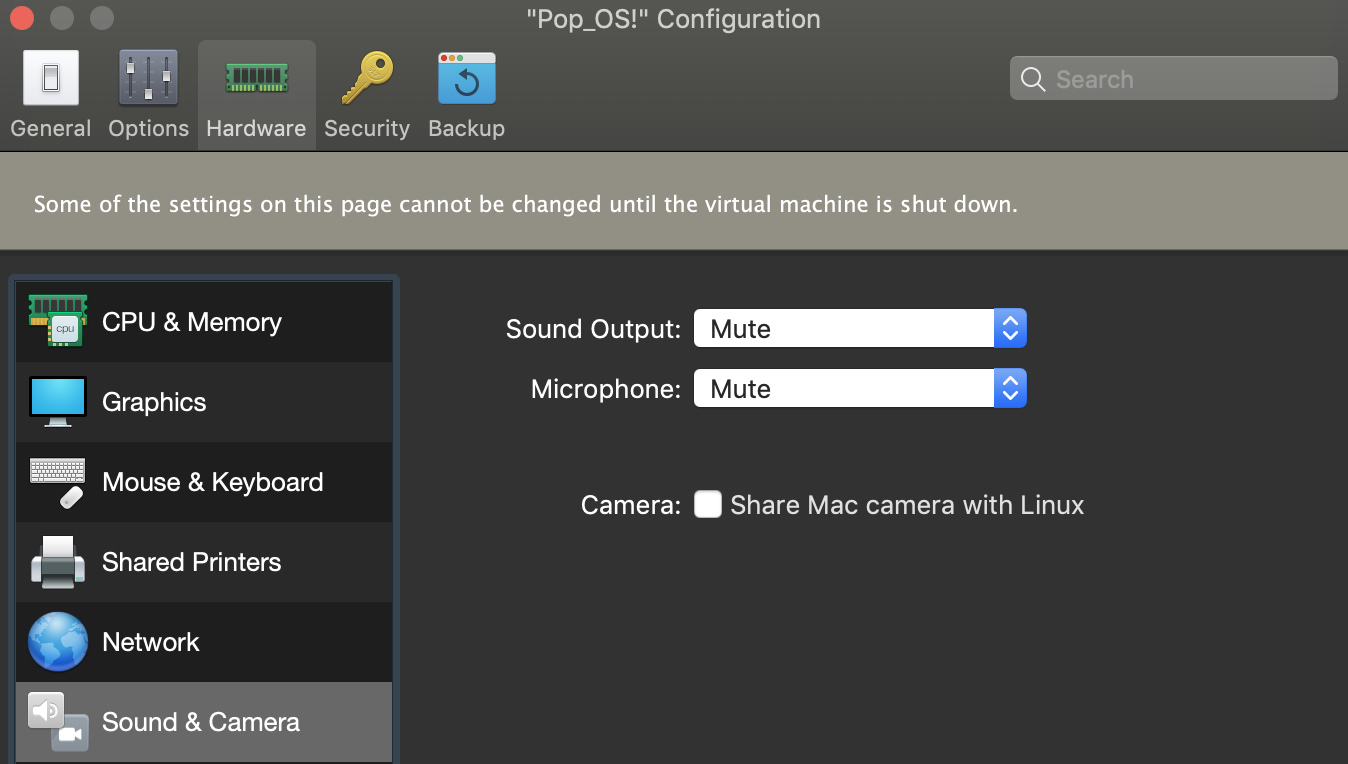 "Pop_OS!" Configuration
General Options Hardware Security Backup
Search
Some of the settings on this page cannot be changed until the virtual machine is shut down.
CPU & Memory
cpu
Graphics
Mouse & Keyboard
Shared Printers
Network
Sound & Camera
Sound Output: Mute
Microphone: Mute
Camera: Share Mac camera with Linux